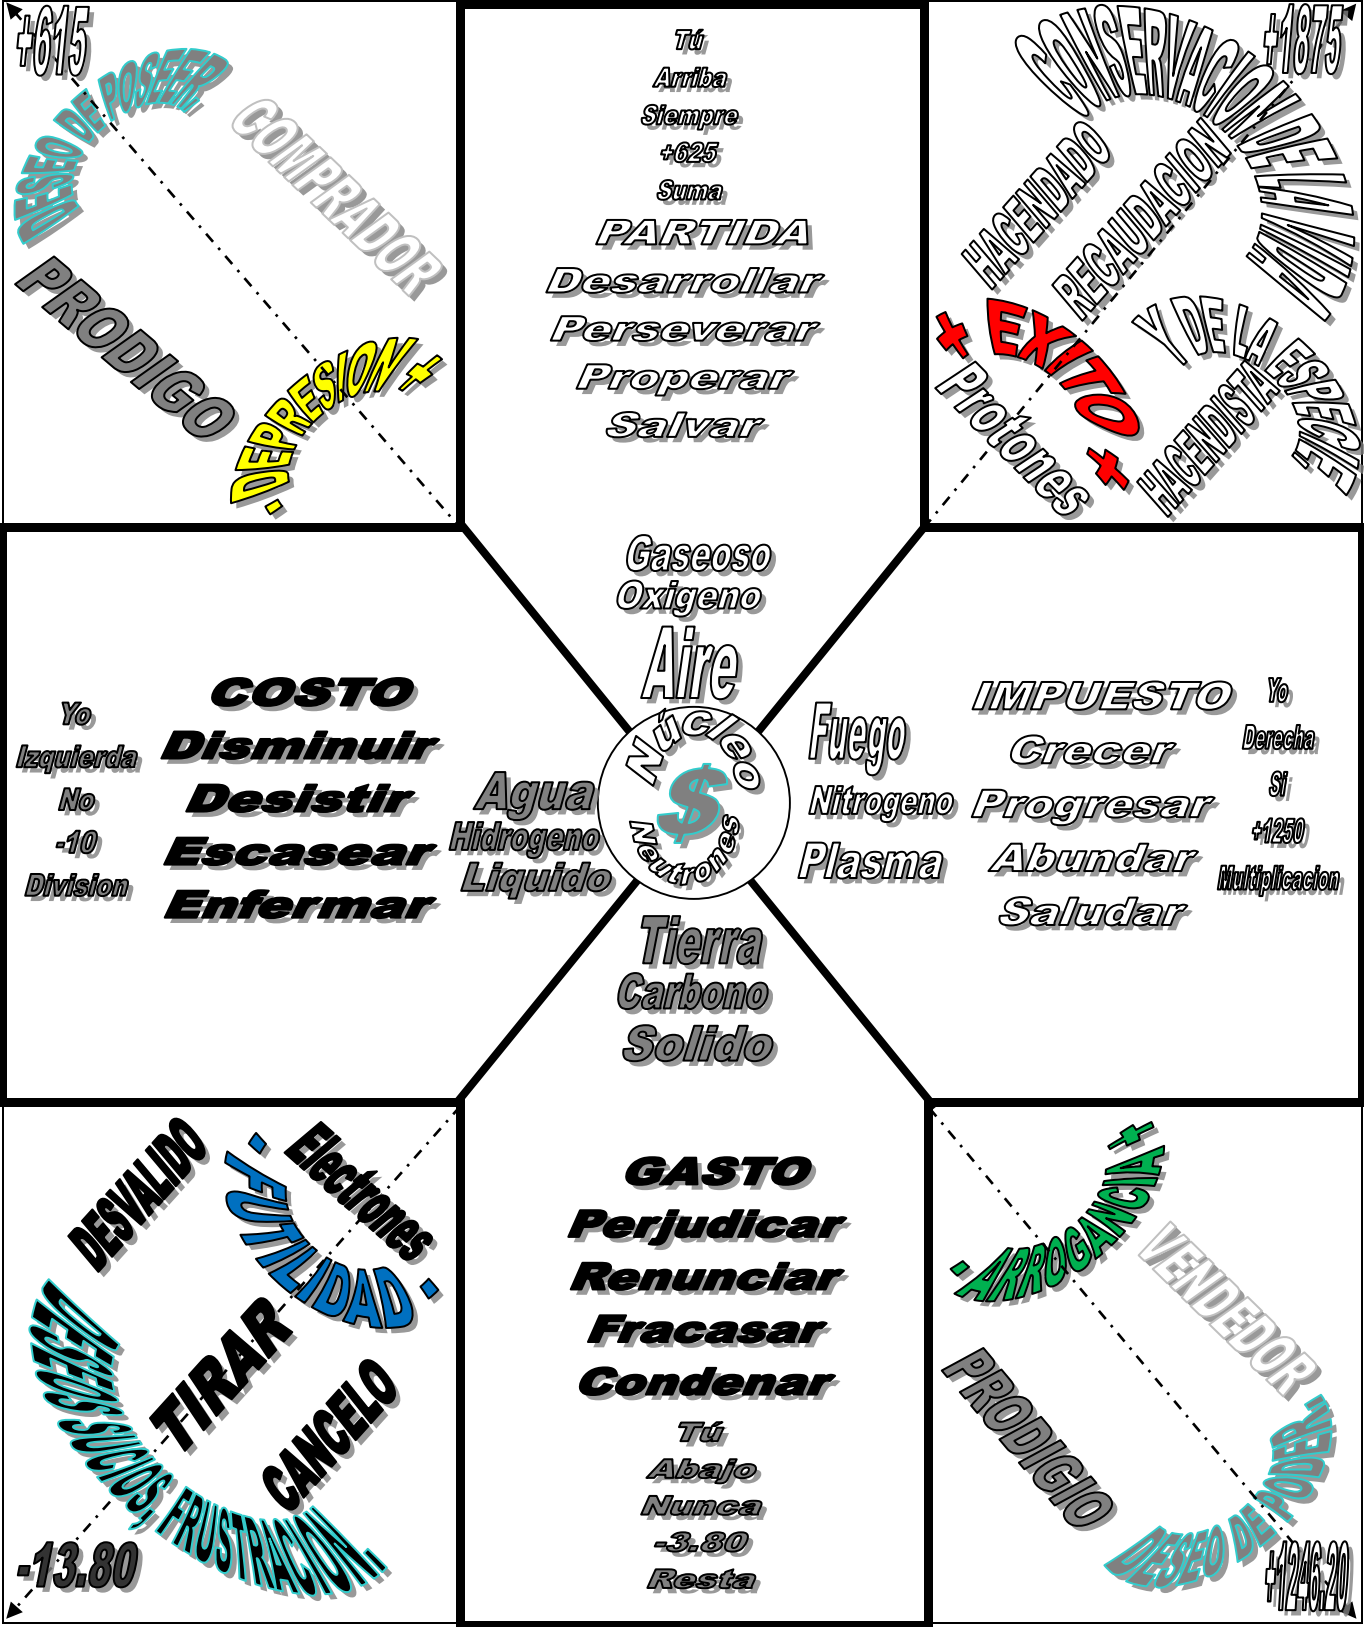 +615
DESEO DE POSEER,
COMPRADOR
PRODIGO
- DEPRESION +
Tú
Arriba
Siempre
+625
Suma
PARTIDA
Desarrollar
Perseverar
Properar
Salvar
Gaseoso
Oxigeno
Aire
+1875
CONSERVACION DE LA VIDA
HACENDADO
RECAUDACION
Y DE LA ESPECIE
HACENDISTA
+ EXITO +
Protones
Yo
Izquierda
No
-10
Division
COSTO
Disminuir
Desistir
Escasear
Enfermar
Agua
Hidrogeno
Liquido
Núcleo
$
Neutrones
Fuego
Nitrogeno
Plasma
IMPUESTO
Crecer
Progresar
Abundar
Saludar
Yo
Derecha
Si
+1250
Multiplicacion
Tierra
Carbono
Solido
DESVALIDO
- FUTILIDAD -
Electrones
TIRAR
CANCELO
DESEOS SUCIOS, FRUSTRACION.
-13.80
GASTO
Perjudicar
Renunciar
Fracasar
Condenar
Tú
Abajo
Nunca
-3.80
Resta
- ARROGANCIA +
VENDEDOR
PRODIGIO
DESEO DE PODER,
+1246.20